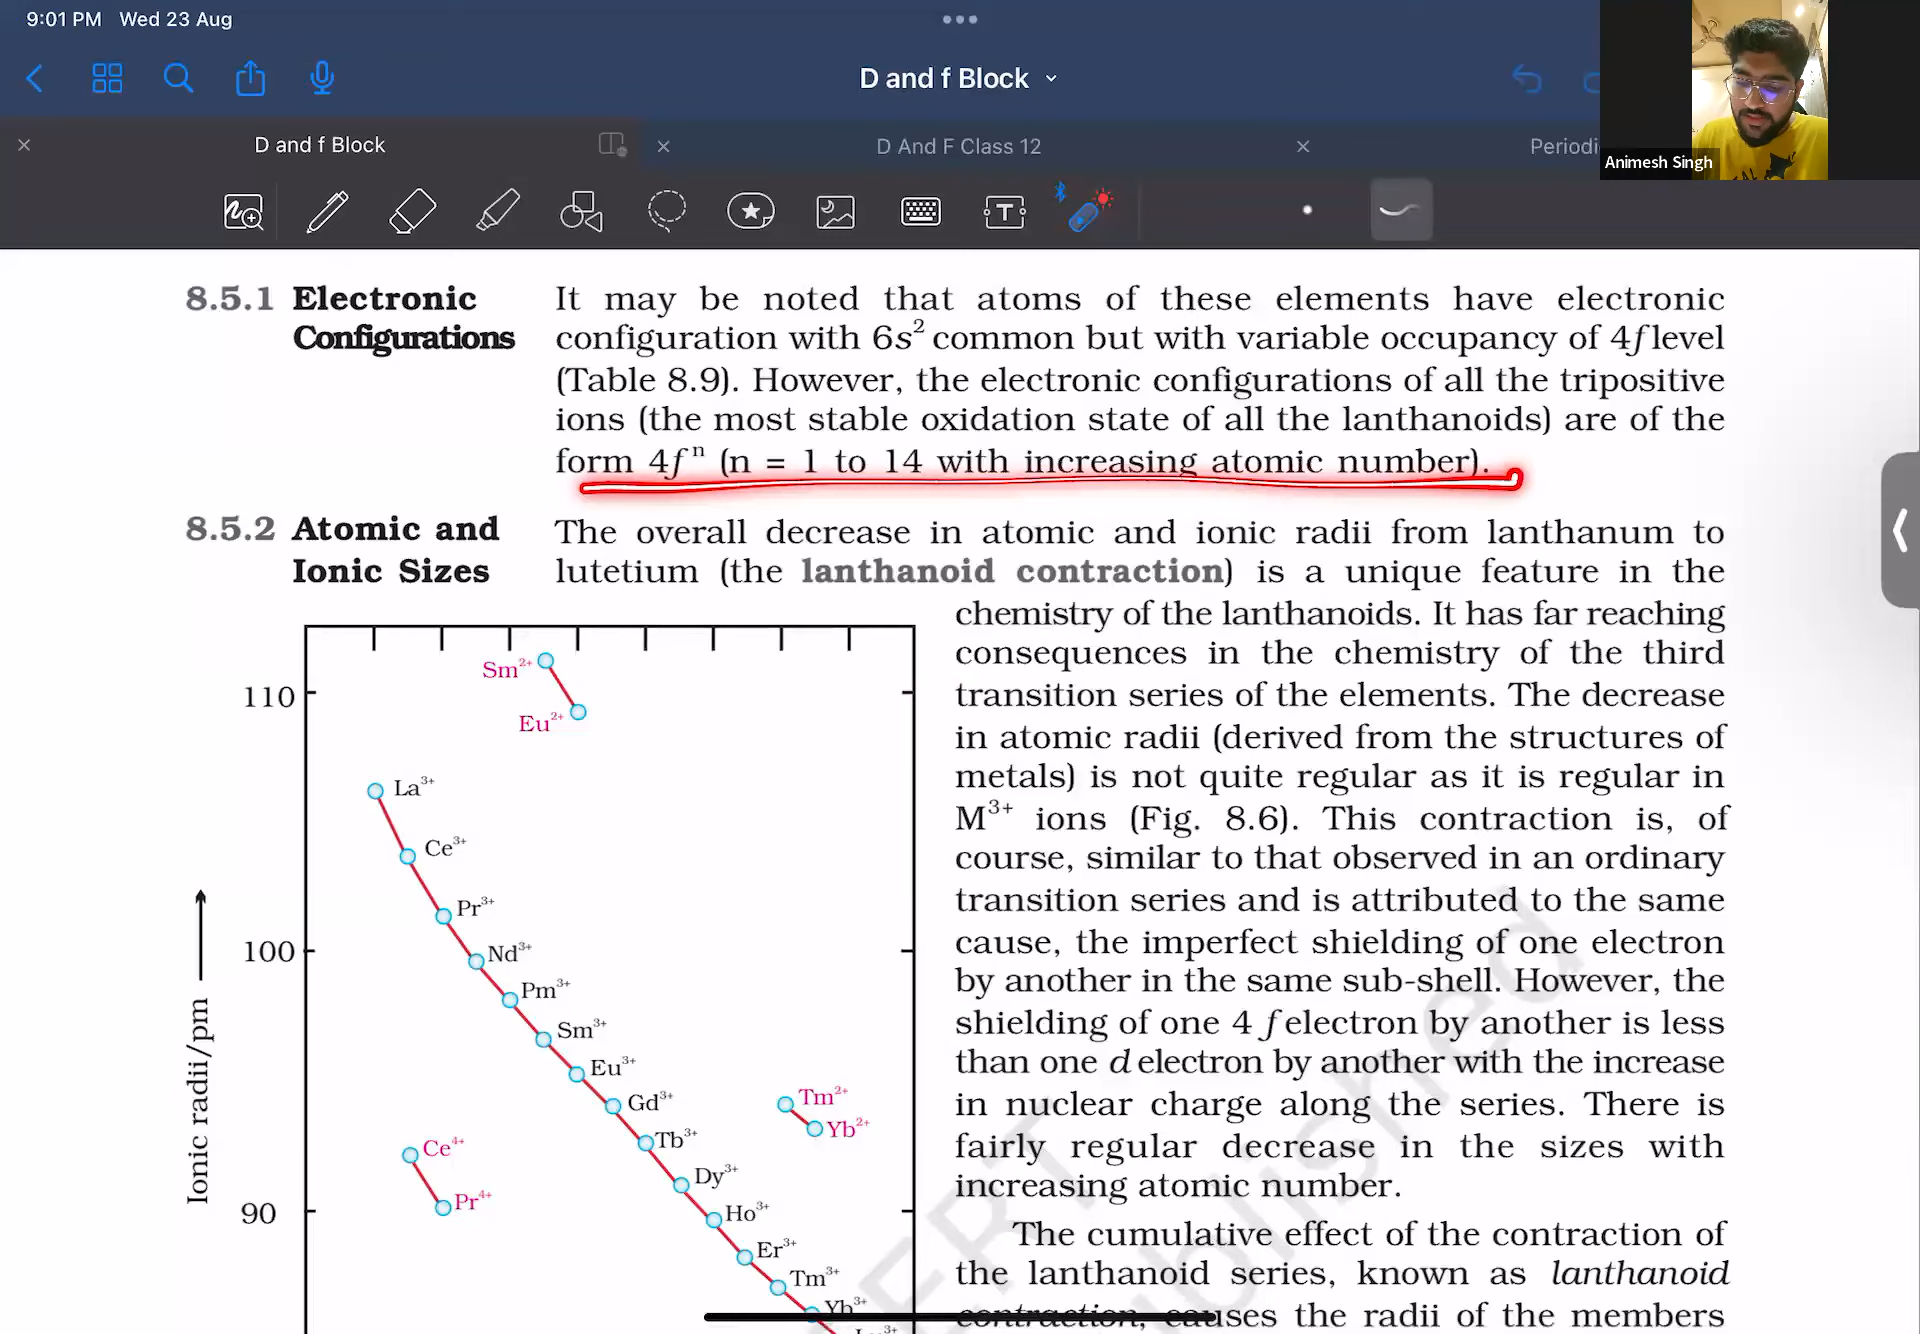 9:01 PM Wed 23 Aug
D and f Block
D and f Block
D And F Class 12
Periodi
Animesh Singh
8.5.1 Electronic
Configurations
It may be noted that atoms of these elements have electronic
configuration with 6s² common but with variable occupancy of 4f level
(Table 8.9). However, the electronic configurations of all the tripositive
ions (the most stable oxidation state of all the lanthanoids) are of the
form 4fⁿ (n = 1 to 14 with increasing atomic number).
8.5.2 Atomic and
Ionic Sizes
The overall decrease in atomic and ionic radii from lanthanum to
lutetium (the lanthanoid contraction) is a unique feature in the
chemistry of the lanthanoids. It has far reaching
consequences in the chemistry of the third
transition series of the elements. The decrease
in atomic radii (derived from the structures of
metals) is not quite regular as it is regular in
M³⁺ ions (Fig. 8.6). This contraction is, of
course, similar to that observed in an ordinary
transition series and is attributed to the same
cause, the imperfect shielding of one electron
by another in the same sub-shell. However, the
shielding of one 4 f electron by another is less
than one d electron by another with the increase
in nuclear charge along the series. There is
fairly regular decrease in the sizes with
increasing atomic number.
The cumulative effect of the contraction of
the lanthanoid series, known as lanthanoid
contraction, causes the radii of the members
110
100
90
Ionic radii/pm
Sm²⁺
Eu²⁺
La³⁺
Ce³⁺
Pr³⁺
Nd³⁺
Pm³⁺
Sm³⁺
Eu³⁺
Gd³⁺
Tb³⁺
Dy³⁺
Ho³⁺
Er³⁺
Tm³⁺
Yb³⁺
Tm²⁺
Yb²⁺
Ce⁴⁺
Pr⁴⁺